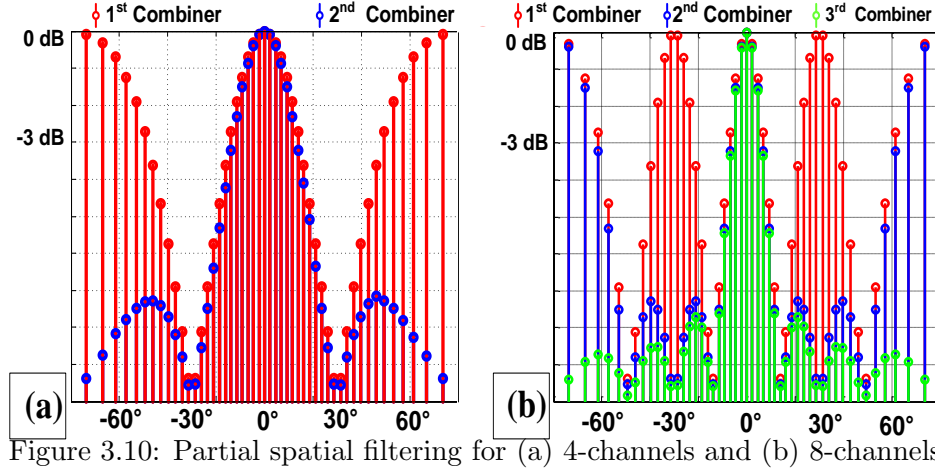 1st Combiner 2nd Combiner
0 dB
-3 dB
(a)
-60° -30° 0° 30° 60°
1st Combiner 2nd Combiner 3rd Combiner
0 dB
-3 dB
(b)
-60° -30° 0° 30° 60°
Figure 3.10: Partial spatial filtering for (a) 4-channels and (b) 8-channels